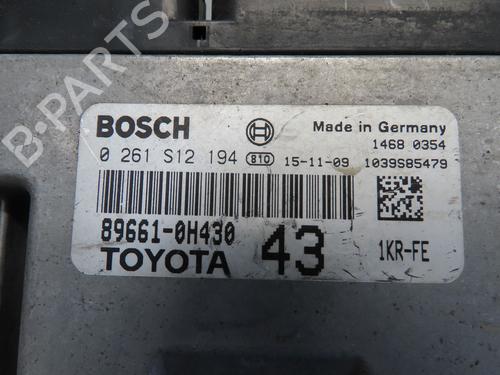 BOSCH
Made in Germany
1468 0354
0 261 S12 194 810 15-11-09 1039S85479
89661-0H430
TOYOTA
43
1KR-FE